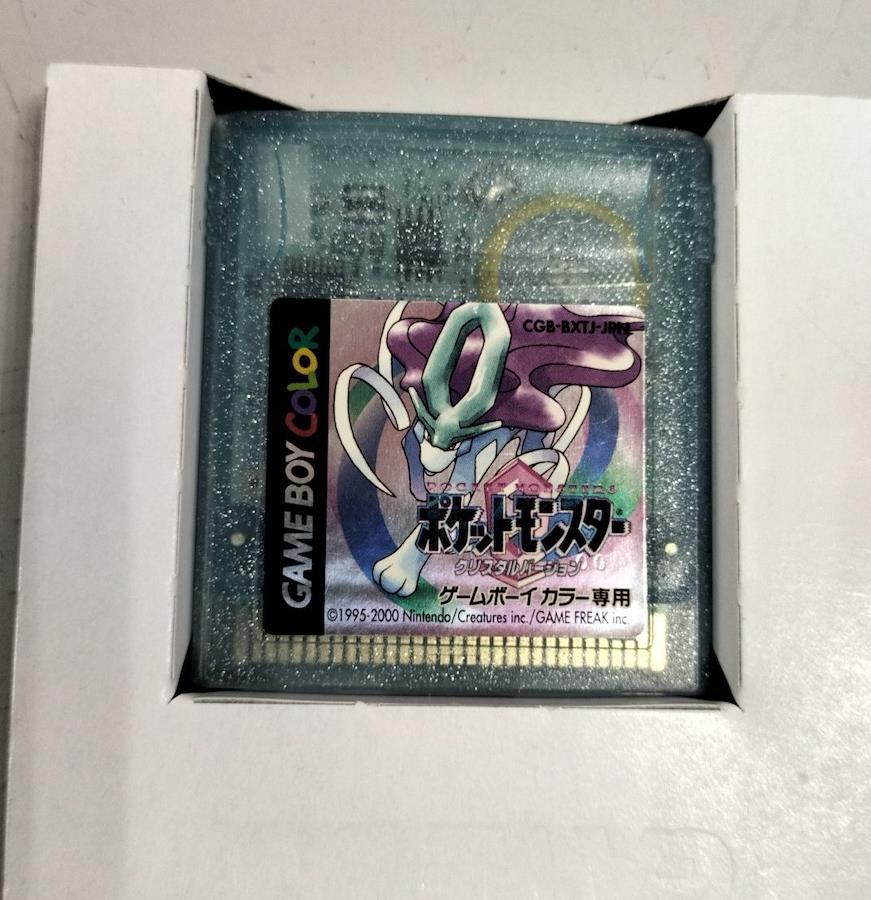 CGB-BXTJ-JPN
GAME BOY COLOR
POCKET MONSTERS
ポケットモンスター
クリスタルバージョン
00
ゲームボーイ カラー専用
©1995-2000 Nintendo/Creatures inc./GAME FREAK inc.